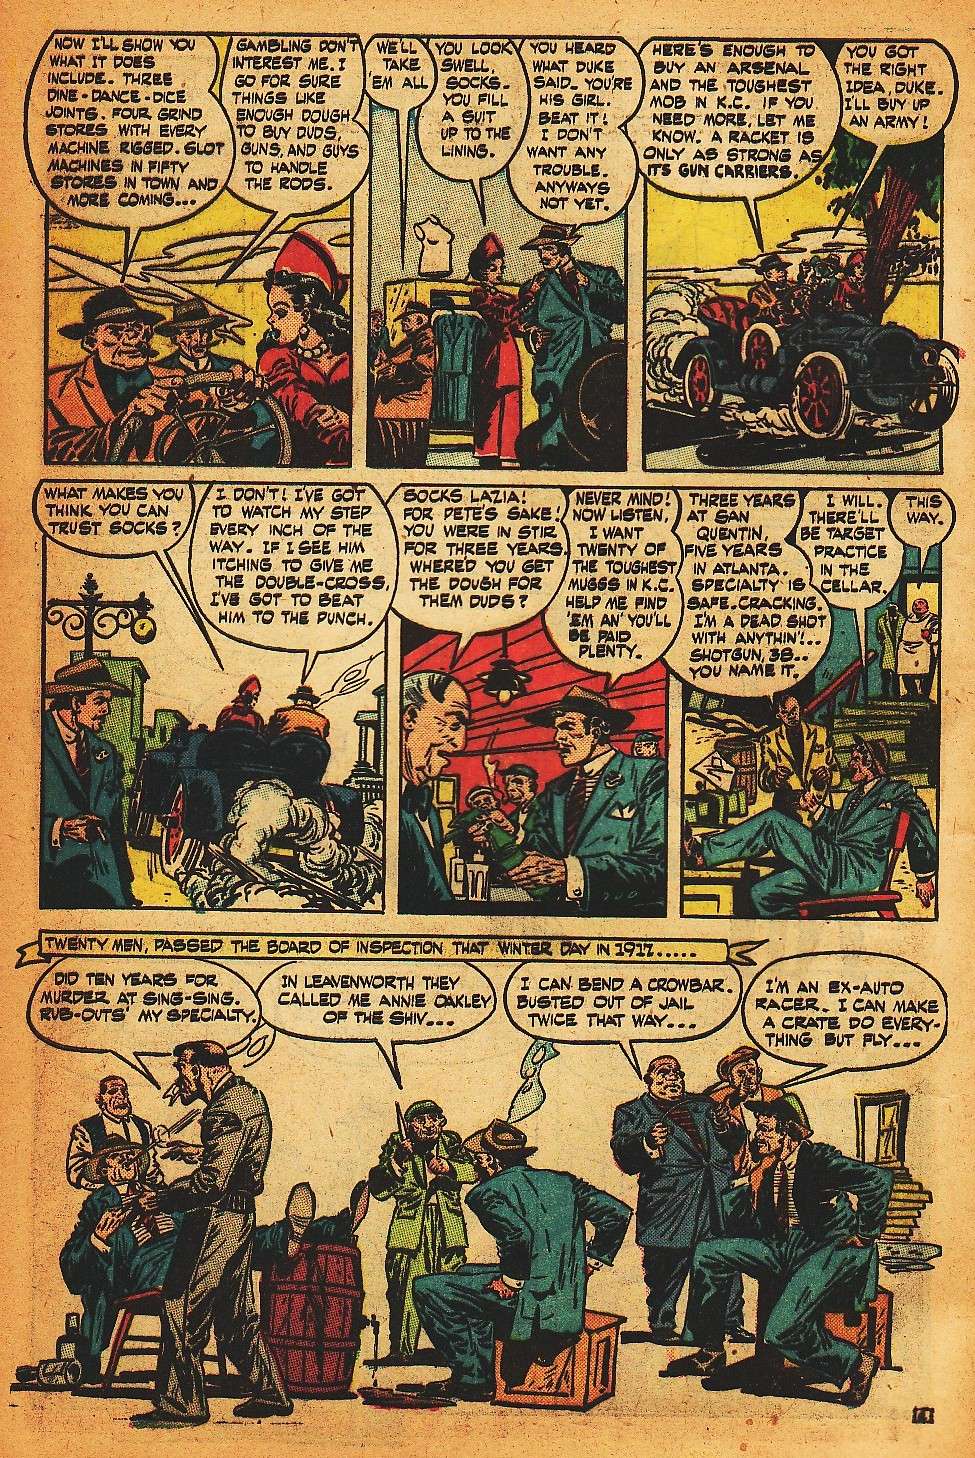 NOW I'LL SHOW YOU
WHAT IT DOES
INCLUDE. THREE
DINE-DANCE-DICE
JOINTS. FOUR GRIND
STORES WITH EVERY
MACHINE RIGGED. SLOT
MACHINES IN FIFTY
STORES IN TOWN AND
MORE COMING...
GAMBLING DON'T
INTEREST ME. I
GO FOR SURE
THINGS LIKE
ENOUGH DOUGH
TO BUY DUDS,
GUNS, AND GUYS
TO HANDLE
THE RODS.
WE'LL
TAKE
'EM ALL
YOU LOOK
SWELL,
SOCKS.
YOU FILL
A SUIT
UP TO THE
LINING.
YOU HEARD
WHAT DUKE
SAID. YOU'RE
HIS GIRL.
BEAT IT!
I DON'T
WANT ANY
TROUBLE.
ANYWAYS
NOT YET.
HERE'S ENOUGH TO
BUY AN ARSENAL
AND THE TOUGHEST
MOB IN K.C. IF YOU
NEED MORE, LET ME
KNOW. A RACKET IS
ONLY AS STRONG AS
ITS GUN CARRIERS.
YOU GOT
THE RIGHT
IDEA, DUKE.
I'LL BUY UP
AN ARMY!
WHAT MAKES YOU
THINK YOU CAN
TRUST SOCKS?
I DON'T! I'VE GOT
TO WATCH MY STEP
EVERY INCH OF THE
WAY. IF I SEE HIM
ITCHING TO GIVE ME
THE DOUBLE-CROSS,
I'VE GOT TO BEAT
HIM TO THE PUNCH.
SOCKS LAZIA!
FOR PETE'S SAKE!
YOU WERE IN STIR
FOR THREE YEARS.
WHERED YOU GET
THE DOUGH FOR
THEM DUDS?
NEVER MIND!
NOW LISTEN,
I WANT
TWENTY OF
THE TOUGHEST
MUGGS IN K.C.
HELP ME FIND
'EM AN' YOU'LL
BE PAID
PLENTY.
THREE YEARS
AT SAN
QUENTIN,
FIVE YEARS
IN ATLANTA.
SPECIALTY IS
SAFE-CRACKING.
I'M A DEAD SHOT
WITH ANYTHIN'!..
SHOTGUN, 38..
YOU NAME IT.
I WILL.
THERE'LL
BE TARGET
PRACTICE
IN THE
CELLAR.
THIS
WAY.
TWENTY MEN, PASSED THE BOARD OF INSPECTION THAT WINTER DAY IN 1917.....
DID TEN YEARS FOR
MURDER AT SING-SING.
RUB-OUTS' MY SPECIALTY.
IN LEAVENWORTH THEY
CALLED ME ANNIE OAKLEY
OF THE SHIV...
I CAN BEND A CROWBAR.
BUSTED OUT OF JAIL
TWICE THAT WAY...
I'M AN EX-AUTO
RACER. I CAN MAKE
A CRATE DO EVERY-
THING BUT FLY...
4